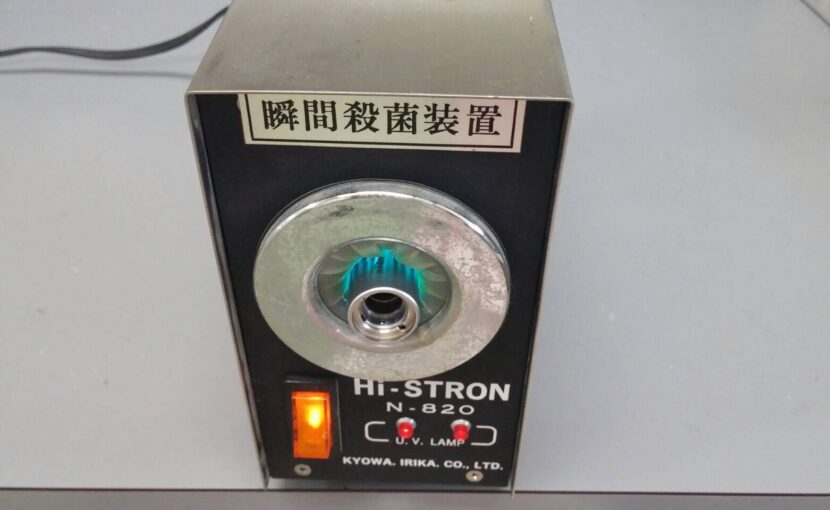 瞬間殺菌装置
Hi-STRON
N-820
U.V. LAMP
KYOWA. IRIKA. CO., LTD.